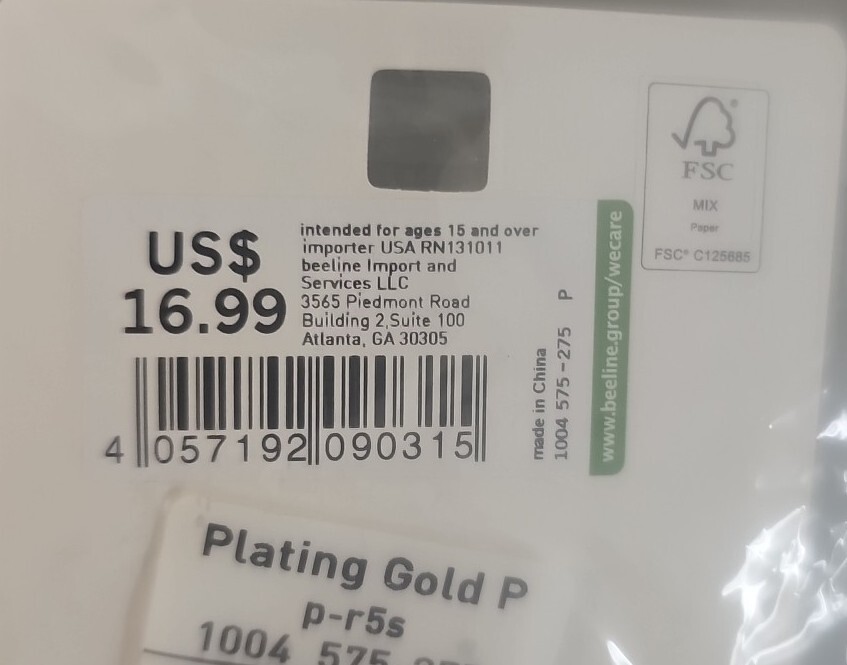 FSC®
MIX
Paper
FSC® C125685
US$
16.99
intended for ages 15 and over
importer USA RN131011
beeline Import and
Services LLC
3565 Piedmont Road
Building 2,Suite 100
Atlanta, GA 30305
4 057192 090315
made in China
1004 575-275 P
www.beeline.group/wecare
Plating Gold P
p-r5s
1004 575